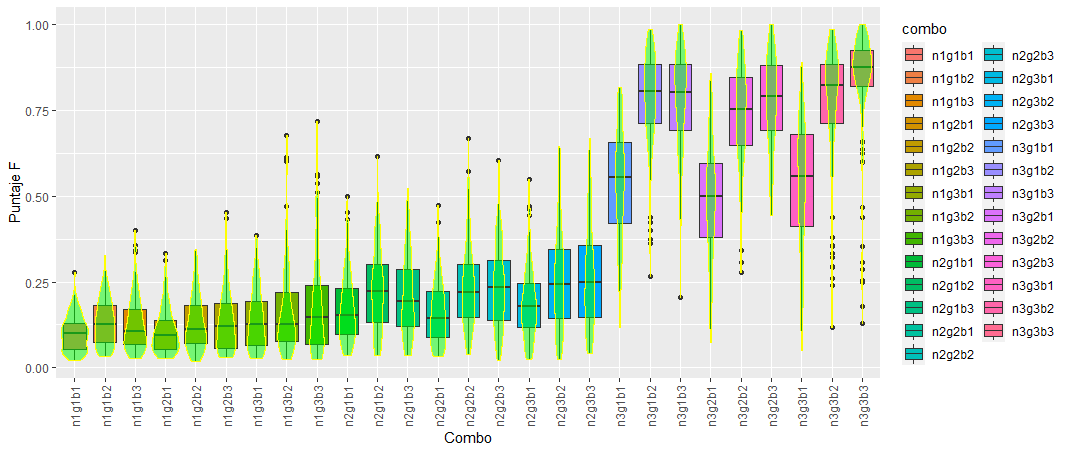 Puntaje F
1.00
0.75
0.50
0.25
0.00
n1g1b1
n1g1b2
n1g1b3
n1g2b1
n1g2b2
n1g2b3
n1g3b1
n1g3b2
n1g3b3
n2g1b1
n2g1b2
n2g1b3
n2g2b1
n2g2b2
n2g2b3
n2g3b1
n2g3b2
n2g3b3
n3g1b1
n3g1b2
n3g1b3
n3g2b1
n3g2b2
n3g2b3
n3g3b1
n3g3b2
n3g3b3
Combo
combo
n1g1b1
n1g1b2
n1g1b3
n1g2b1
n1g2b2
n1g2b3
n1g3b1
n1g3b2
n1g3b3
n2g1b1
n2g1b2
n2g1b3
n2g2b1
n2g2b2
n2g2b3
n2g3b1
n2g3b2
n2g3b3
n3g1b1
n3g1b2
n3g1b3
n3g2b1
n3g2b2
n3g2b3
n3g3b1
n3g3b2
n3g3b3